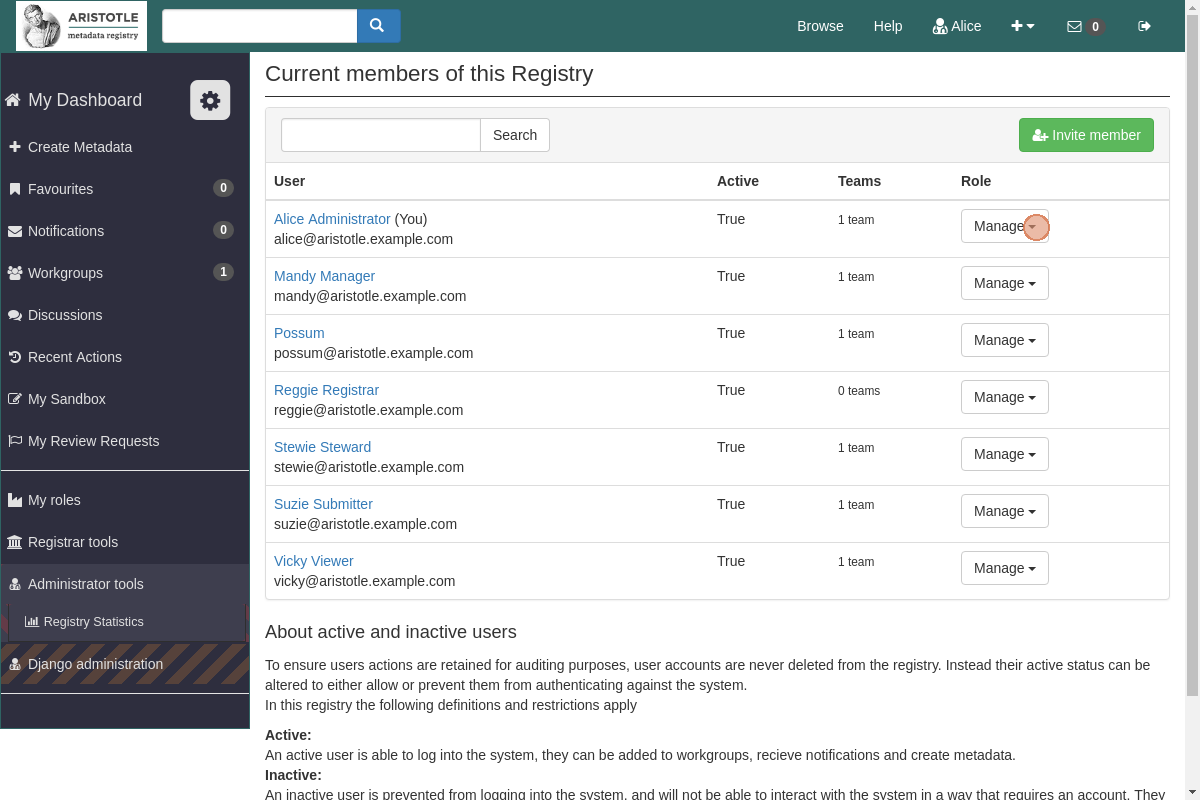 ARISTOTLE
metadata registry
Browse
Help
Alice
0
My Dashboard
Create Metadata
Favourites 0
Notifications 0
Workgroups 1
Discussions
Recent Actions
My Sandbox
My Review Requests
My roles
Registrar tools
Administrator tools
Registry Statistics
Django administration
Current members of this Registry
Search
Invite member
User Active Teams Role
Alice Administrator (You) True 1 team Manage
alice@aristotle.example.com
Mandy Manager True 1 team Manage
mandy@aristotle.example.com
Possum True 1 team Manage
possum@aristotle.example.com
Reggie Registrar True 0 teams Manage
reggie@aristotle.example.com
Stewie Steward True 1 team Manage
stewie@aristotle.example.com
Suzie Submitter True 1 team Manage
suzie@aristotle.example.com
Vicky Viewer True 1 team Manage
vicky@aristotle.example.com
About active and inactive users
To ensure users actions are retained for auditing purposes, user accounts are never deleted from the registry. Instead their active status can be
altered to either allow or prevent them from authenticating against the system.
In this registry the following definitions and restrictions apply
Active:
An active user is able to log into the system, they can be added to workgroups, recieve notifications and create metadata.
Inactive:
An inactive user is prevented from logging into the system, and will not be able to interact with the system in a way that requires an account. They